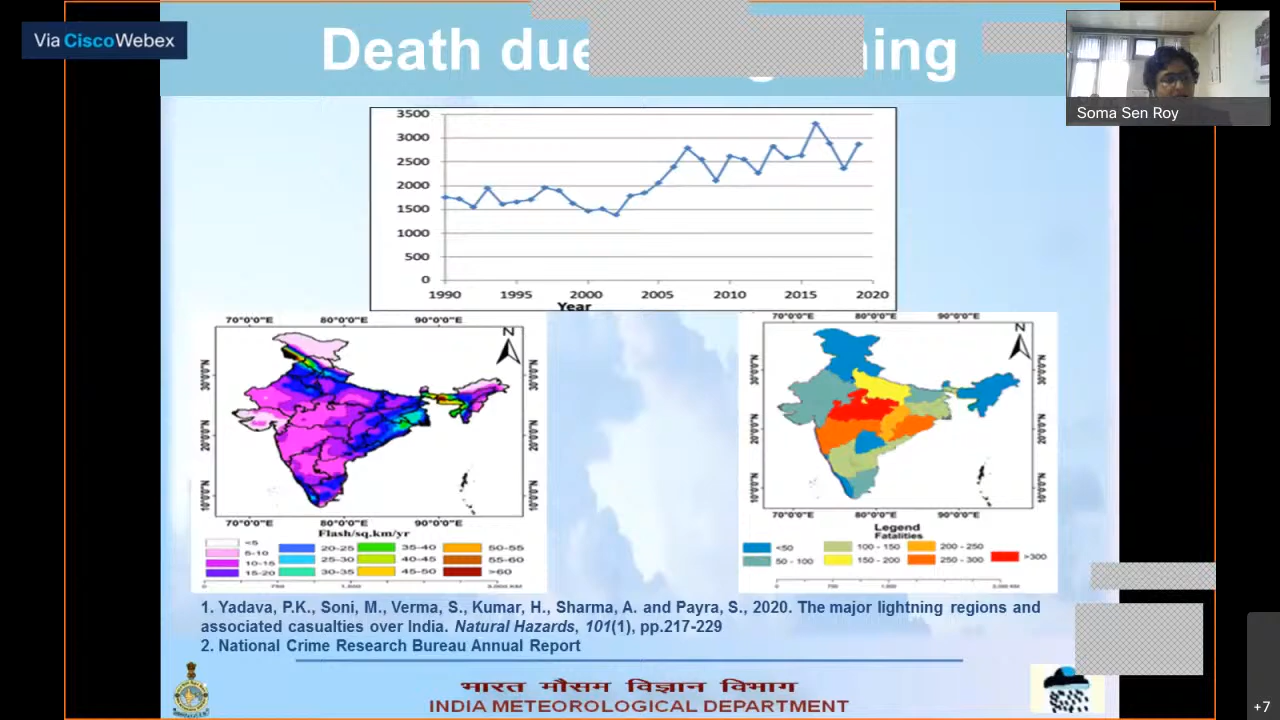 Via Cisco Webex
Death due
ning
Soma Sen Roy
3500
3000
2500
2000
1500
1000
500
0
1990 1995 2000 2005 2010 2015 2020
Year
70°0'0"E 80°0'0"E 90°0'0"E
N
70°0'0"E 80°0'0"E 90°0'0"E
Flash/sq.km/yr
<5 20-25 35-40 50-55
5-10 25-30 40-45 55-60
10-15 30-35 45-50 >60
15-20
70°0'0"E 80°0'0"E 90°0'0"E
N
70°0'0"E 80°0'0"E 90°0'0"E
Legend
Fatalities
<50 100 - 150 200 - 250 >300
50 - 100 150 - 200 250 - 300
1. Yadava, P.K., Soni, M., Verma, S., Kumar, H., Sharma, A. and Payra, S., 2020. The major lightning regions and
associated casualties over India. Natural Hazards, 101(1), pp.217-229
2. National Crime Research Bureau Annual Report
भारत मौसम विज्ञान विभाग
INDIA METEOROLOGICAL DEPARTMENT
+7